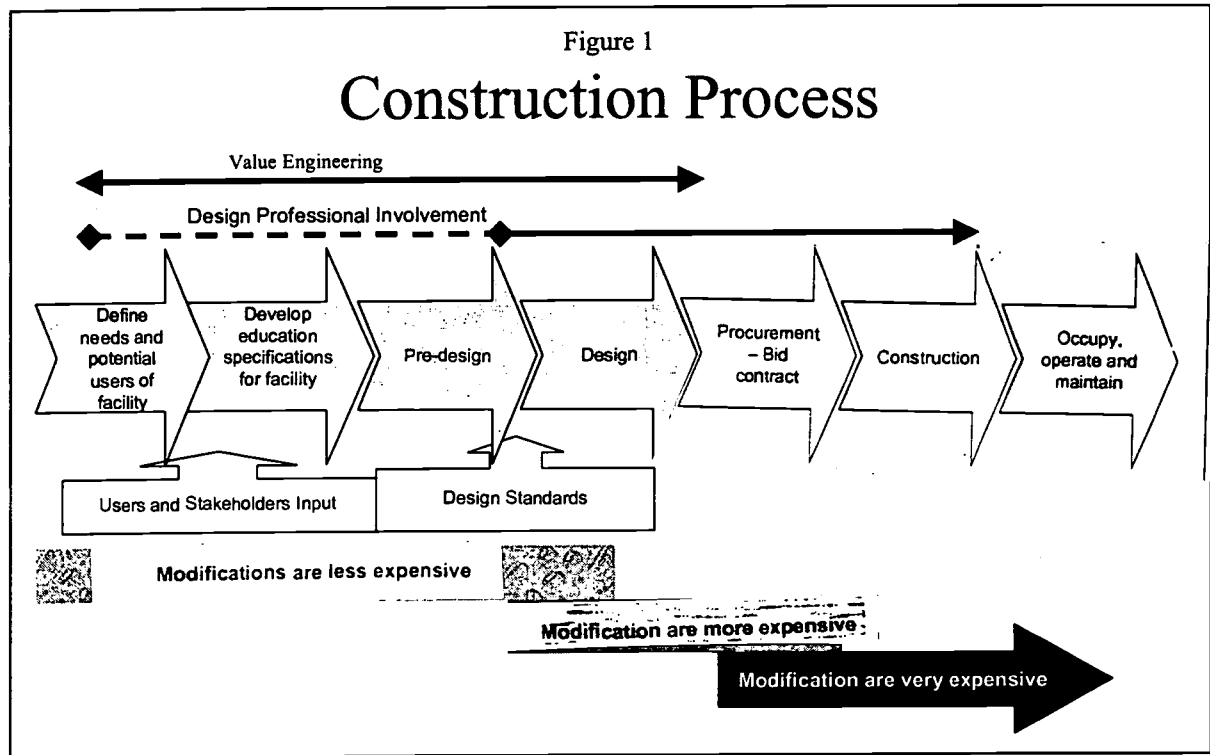 Figure 1
Construction Process
Value Engineering
Design Professional Involvement
Define
needs and
potential
users of
facility
Develop
education
specifications
for facility
Pre-design
Design
Procurement
– Bid
contract
Construction
Occupy,
operate and
maintain
Users and Stakeholders Input
Design Standards
Modifications are less expensive
Modification are more expensive
Modification are very expensive